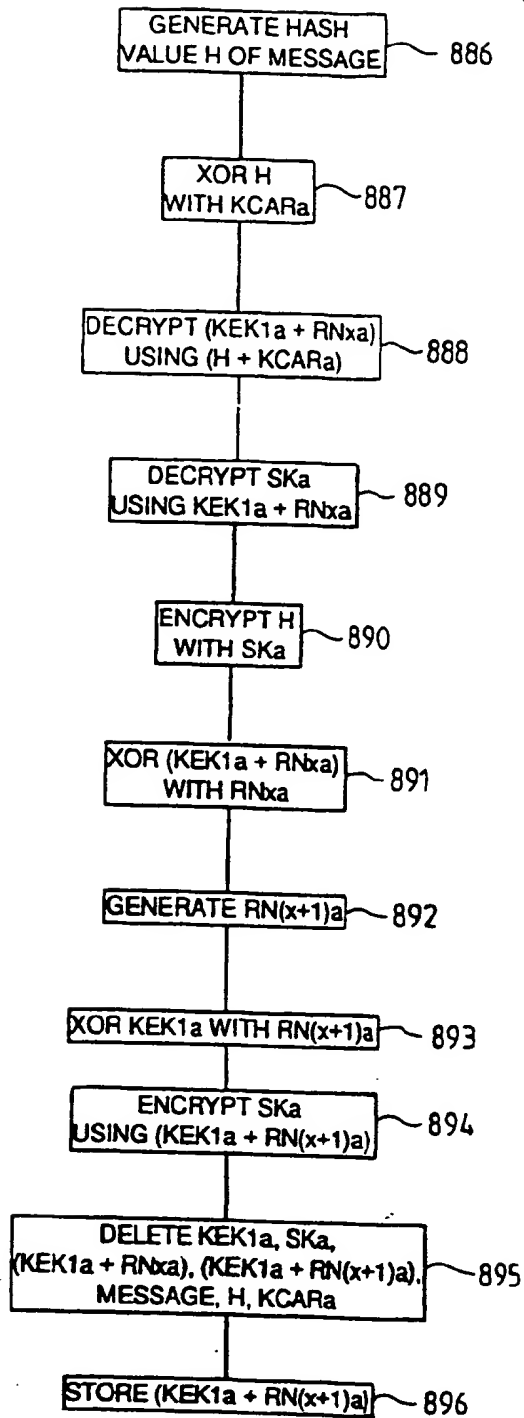 GENERATE HASH
VALUE H OF MESSAGE
886
XOR H
WITH KCARa
887
DECRYPT (KEK1a + RNxa)
USING (H + KCARa)
888
DECRYPT SKa
USING KEK1a + RNxa
889
ENCRYPT H
WITH SKa
890
XOR (KEK1a + RNxa)
WITH RNxa
891
GENERATE RN(x+1)a
892
XOR KEK1a WITH RN(x+1)a
893
ENCRYPT SKa
USING (KEK1a + RN(x+1)a)
894
DELETE KEK1a, SKa,
(KEK1a + RNxa), (KEK1a + RN(x+1)a),
MESSAGE, H, KCARa
895
STORE (KEK1a + RN(x+1)a)
896